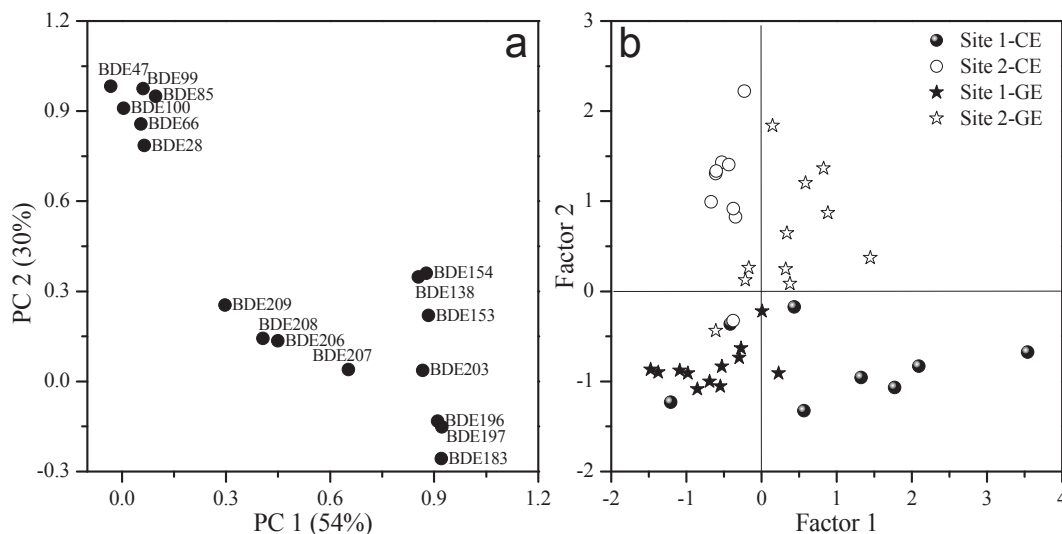 a
1.2
0.9
0.6
0.3
0.0
-0.3
PC 2 (30%)
BDE47
BDE99
BDE85
BDE100
BDE66
BDE28
BDE154
BDE138
BDE209
BDE153
BDE208
BDE206
BDE207
BDE203
BDE196
BDE197
BDE183
0.0 0.3 0.6 0.9 1.2
PC 1 (54%)
b
Site 1-CE
Site 2-CE
Site 1-GE
Site 2-GE
3
2
1
0
-1
-2
Factor 2
-2 -1 0 1 2 3 4
Factor 1